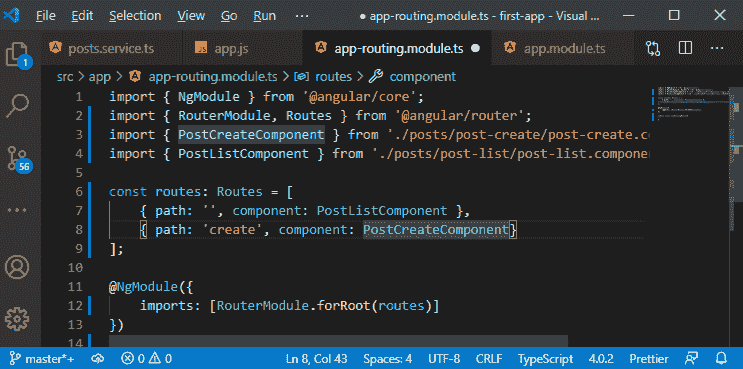 File Edit Selection View Go Run ... ● app-routing.module.ts - first-app - Visual ...
posts.service.ts app.js app-routing.module.ts ● app.module.ts ...
src > app > app-routing.module.ts > routes > component
1 import { NgModule } from '@angular/core';
2 import { RouterModule, Routes } from '@angular/router';
3 import { PostCreateComponent } from './posts/post-create/post-create.co
4 import { PostListComponent } from './posts/post-list/post-list.component
5
6 const routes: Routes = [
7 { path: '', component: PostListComponent },
8 { path: 'create', component: PostCreateComponent}
9 ];
10
11 @NgModule({
12 imports: [RouterModule.forRoot(routes)]
13 })
14
1
56
master*+ 0 0 Ln 8, Col 43 Spaces: 4 UTF-8 CRLF TypeScript 4.0.2 Prettier